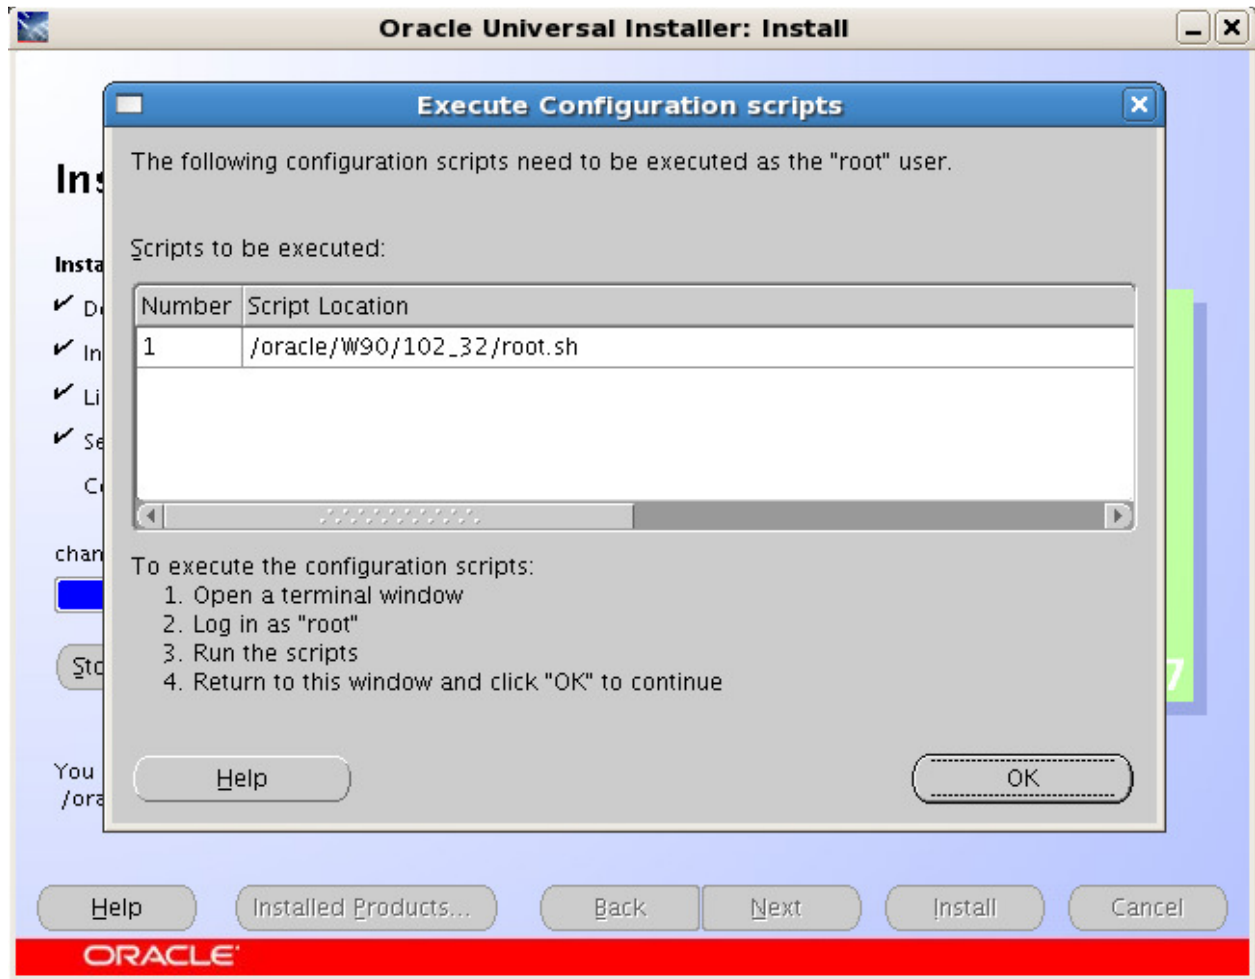 Oracle Universal Installer: Install
Execute Configuration scripts
The following configuration scripts need to be executed as the "root" user.
Scripts to be executed:
Number Script Location
1 /oracle/W90/102_32/root.sh
To execute the configuration scripts:
1. Open a terminal window
2. Log in as "root"
3. Run the scripts
4. Return to this window and click "OK" to continue
Help OK
You
Help Installed Products... Back Next Install Cancel
ORACLE